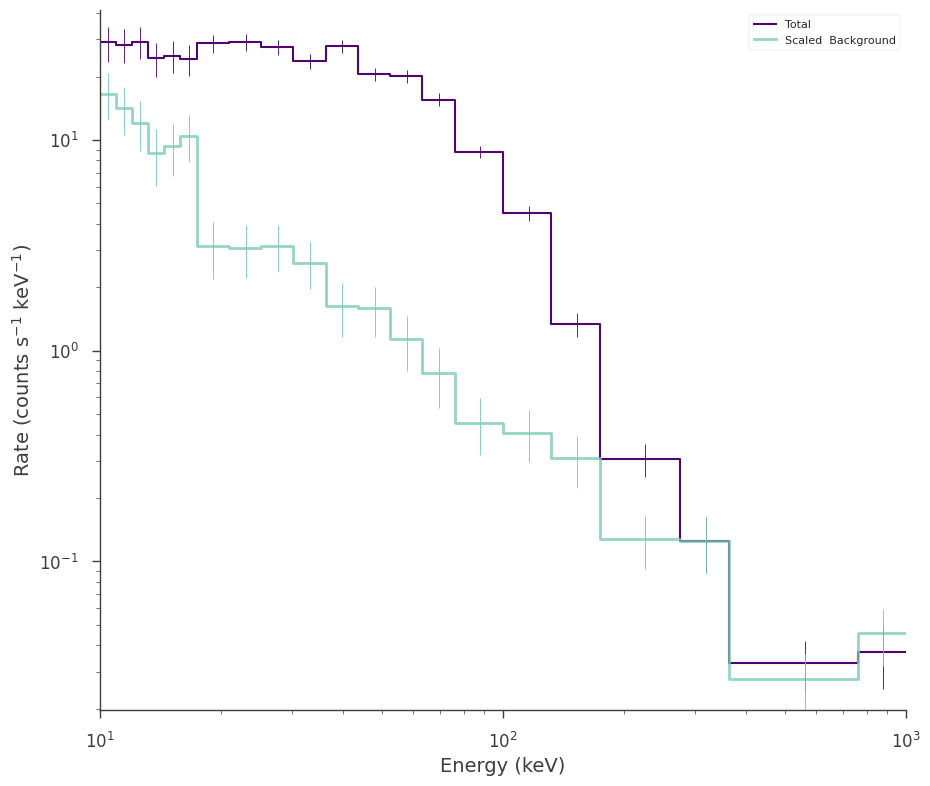 Total
Scaled  Background
Rate (counts s⁻¹ keV⁻¹)
10¹
10⁰
10⁻¹
10¹
10²
10³
Energy (keV)